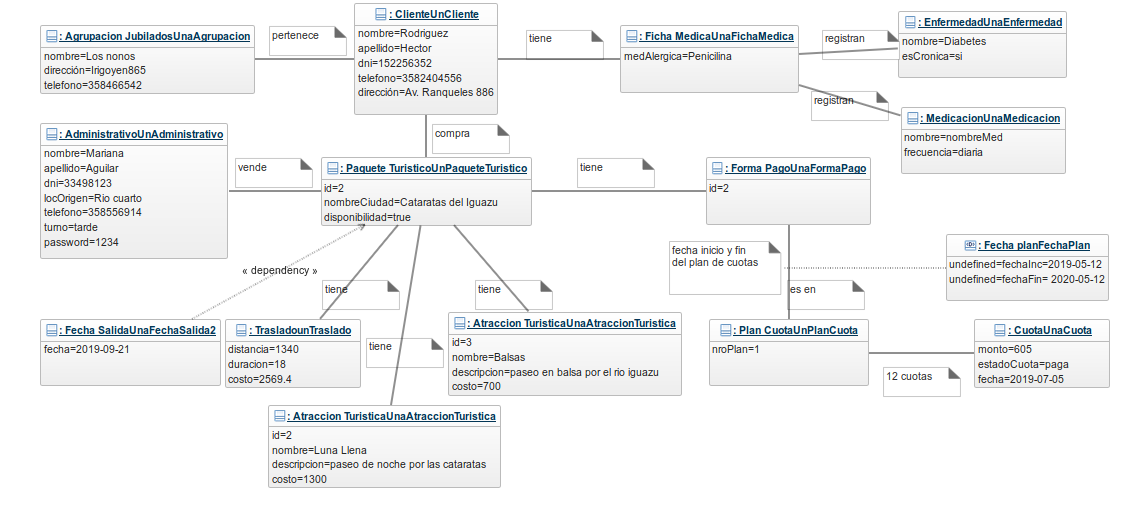 : Agrupacion JubiladosUnaAgrupacion
nombre=Los nonos
dirección=Irigoyen865
telefono=358466542
pertenece
: ClienteUnCliente
nombre=Rodriguez
apellido=Hector
dni=152256352
telefono=3582404556
dirección=Av. Ranqueles 886
tiene
: Ficha MedicaUnaFichaMedica
medAlergica=Penicilina
registran
: EnfermedadUnaEnfermedad
nombre=Diabetes
esCronica=si
registran
: MedicacionUnaMedicacion
nombre=nombreMed
frecuencia=diaria
compra
: AdministrativoUnAdministrativo
nombre=Mariana
apellido=Aguilar
dni=33498123
locOrigen=Rio cuarto
telefono=358556914
turno=tarde
password=1234
vende
: Paquete TuristicoUnPaqueteTuristico
id=2
nombreCiudad=Cataratas del Iguazu
disponibilidad=true
tiene
: Forma PagoUnaFormaPago
id=2
fecha inicio y fin
del plan de cuotas
: Fecha planFechaPlan
undefined=fechaInc=2019-05-12
undefined=fechaFin= 2020-05-12
« dependency »
tiene
tiene
es en
: Fecha SalidaUnaFechaSalida2
fecha=2019-09-21
: TrasladounTraslado
distancia=1340
duracion=18
costo=2569.4
tiene
: Atraccion TuristicaUnaAtraccionTuristica
id=3
nombre=Balsas
descripcion=paseo en balsa por el rio iguazu
costo=700
: Plan CuotaUnPlanCuota
nroPlan=1
12 cuotas
: CuotaUnaCuota
monto=605
estadoCuota=paga
fecha=2019-07-05
: Atraccion TuristicaUnaAtraccionTuristica
id=2
nombre=Luna Llena
descripcion=paseo de noche por las cataratas
costo=1300